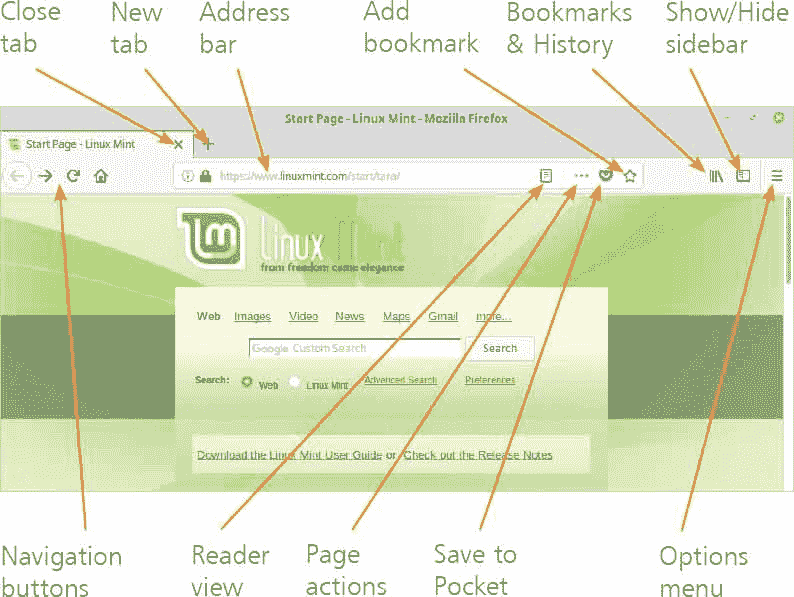 Close
tab
New
tab
Address
bar
Add
bookmark
Bookmarks
& History
Show/Hide
sidebar
Start Page - Linux Mint - Mozilla Firefox
Start Page - Linux Mint
https://www.linuxmint.com/start/tara/
Linux Mint
from freedom came elegance
Web Images Video News Maps Gmail more...
Google Custom Search Search
Search: Web Linux Mint Advanced Search Preferences
Download the Linux Mint User Guide or Check out the Release Notes
Navigation
buttons
Reader
view
Page
actions
Save to
Pocket
Options
menu